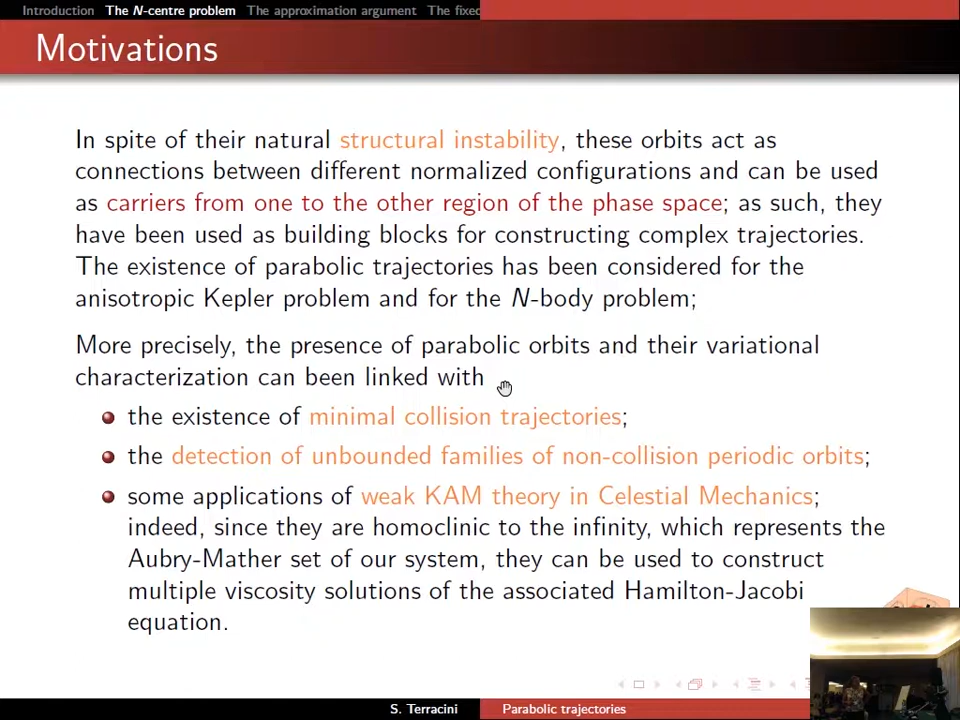 Introduction The N-centre problem The approximation argument The fixed
Motivations
In spite of their natural structural instability, these orbits act as
connections between different normalized configurations and can be used
as carriers from one to the other region of the phase space; as such, they
have been used as building blocks for constructing complex trajectories.
The existence of parabolic trajectories has been considered for the
anisotropic Kepler problem and for the N-body problem;
More precisely, the presence of parabolic orbits and their variational
characterization can been linked with
the existence of minimal collision trajectories;
the detection of unbounded families of non-collision periodic orbits;
some applications of weak KAM theory in Celestial Mechanics;
indeed, since they are homoclinic to the infinity, which represents the
Aubry-Mather set of our system, they can be used to construct
multiple viscosity solutions of the associated Hamilton-Jacobi
equation.
S. Terracini Parabolic trajectories